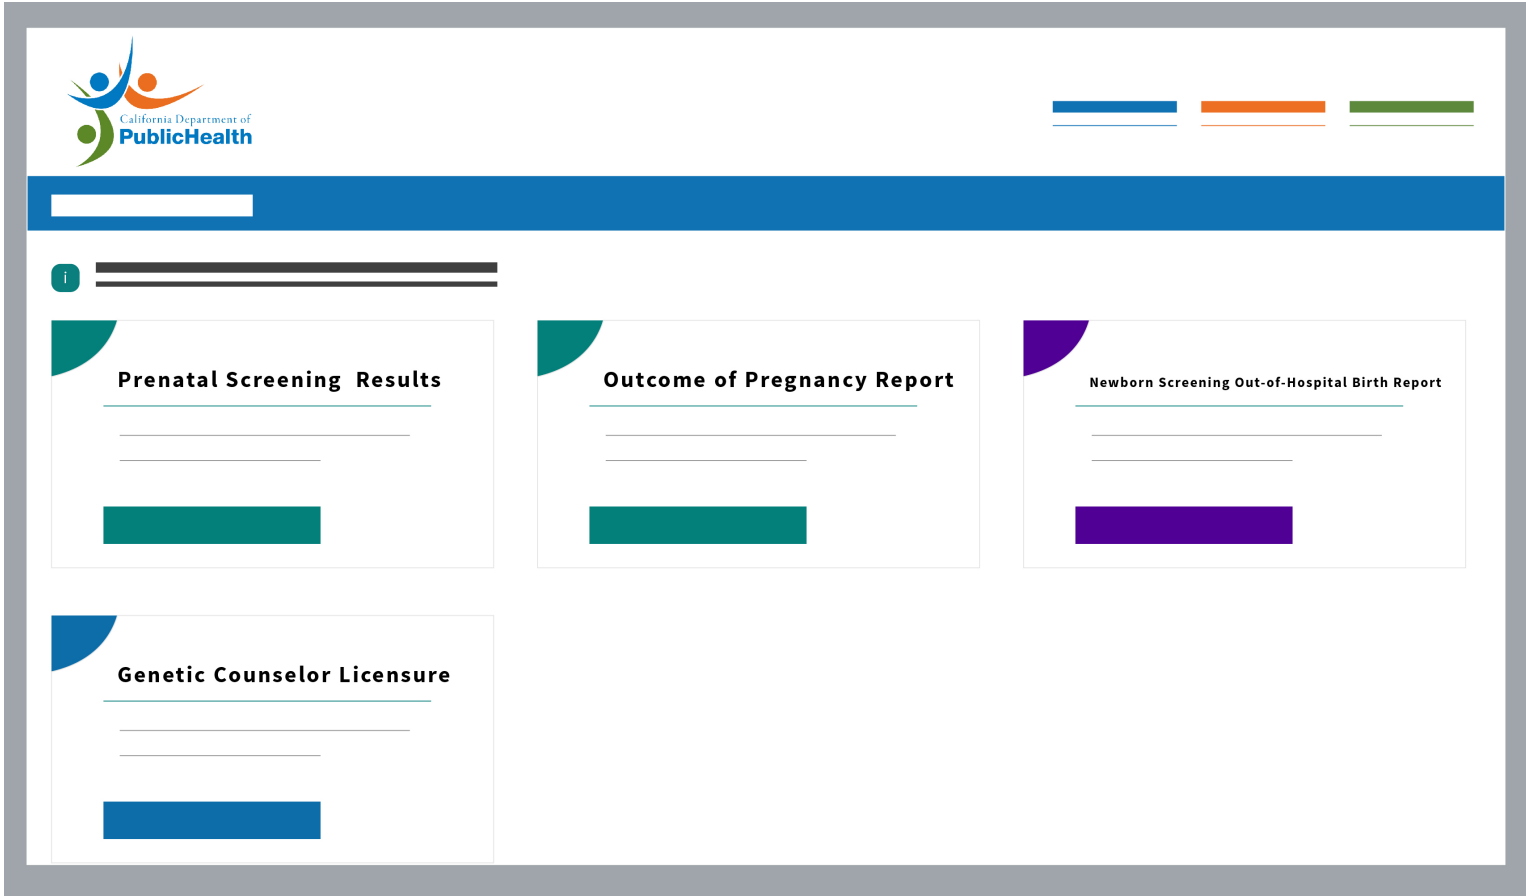 California Department of
PublicHealth
i
Prenatal Screening Results
Outcome of Pregnancy Report
Newborn Screening Out-of-Hospital Birth Report
Genetic Counselor Licensure